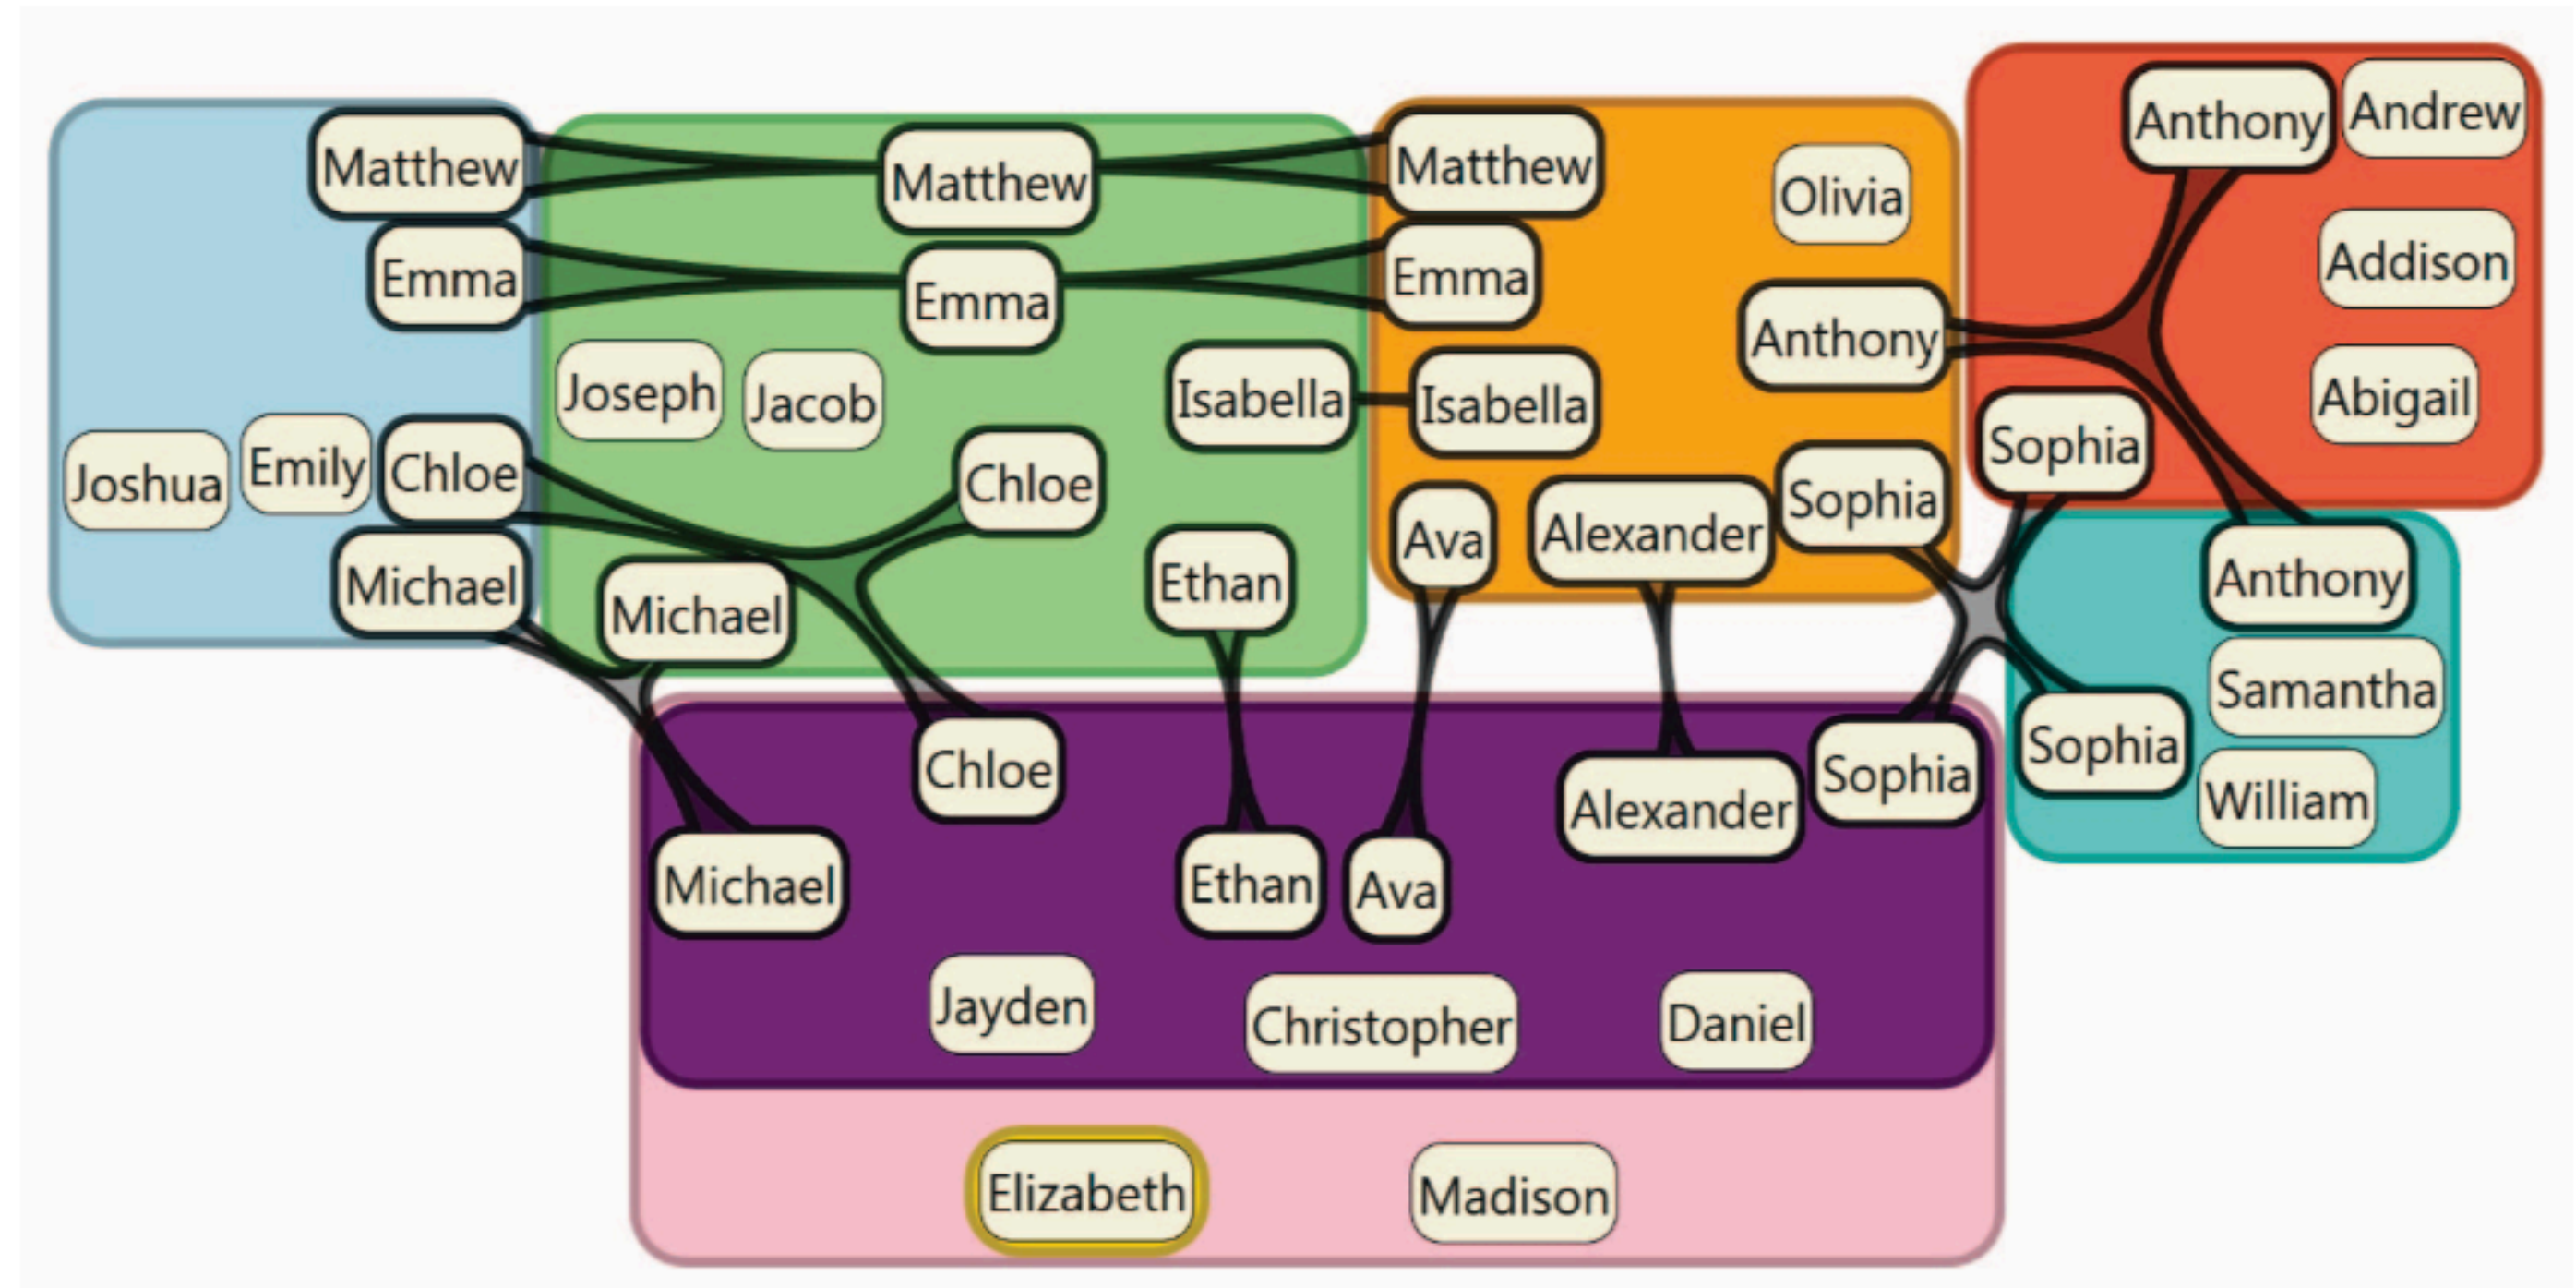 Matthew
Emma
Joshua
Emily
Chloe
Michael
Matthew
Emma
Joseph
Jacob
Isabella
Chloe
Michael
Ethan
Matthew
Olivia
Emma
Anthony
Isabella
Ava
Alexander
Sophia
Anthony
Andrew
Addison
Abigail
Sophia
Anthony
Samantha
Sophia
William
Chloe
Alexander
Sophia
Michael
Ethan
Ava
Jayden
Christopher
Daniel
Elizabeth
Madison